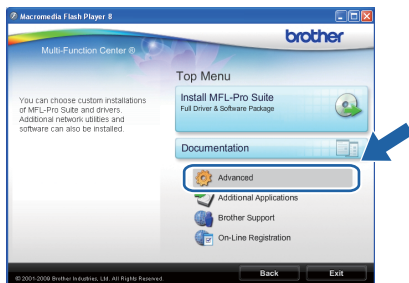 Macromedia Flash Player 8
brother
Multi-Function Center ®
Top Menu
You can choose custom installations
of MFL-Pro Suite and drivers.
Additional network utilities and
software can also be installed.
Install MFL-Pro Suite
Full Driver & Software Package
Documentation
Advanced
Additional Applications
Brother Support
On-Line Registration
© 2001-2009 Brother Industries, Ltd. All Rights Reserved.
Back
Exit